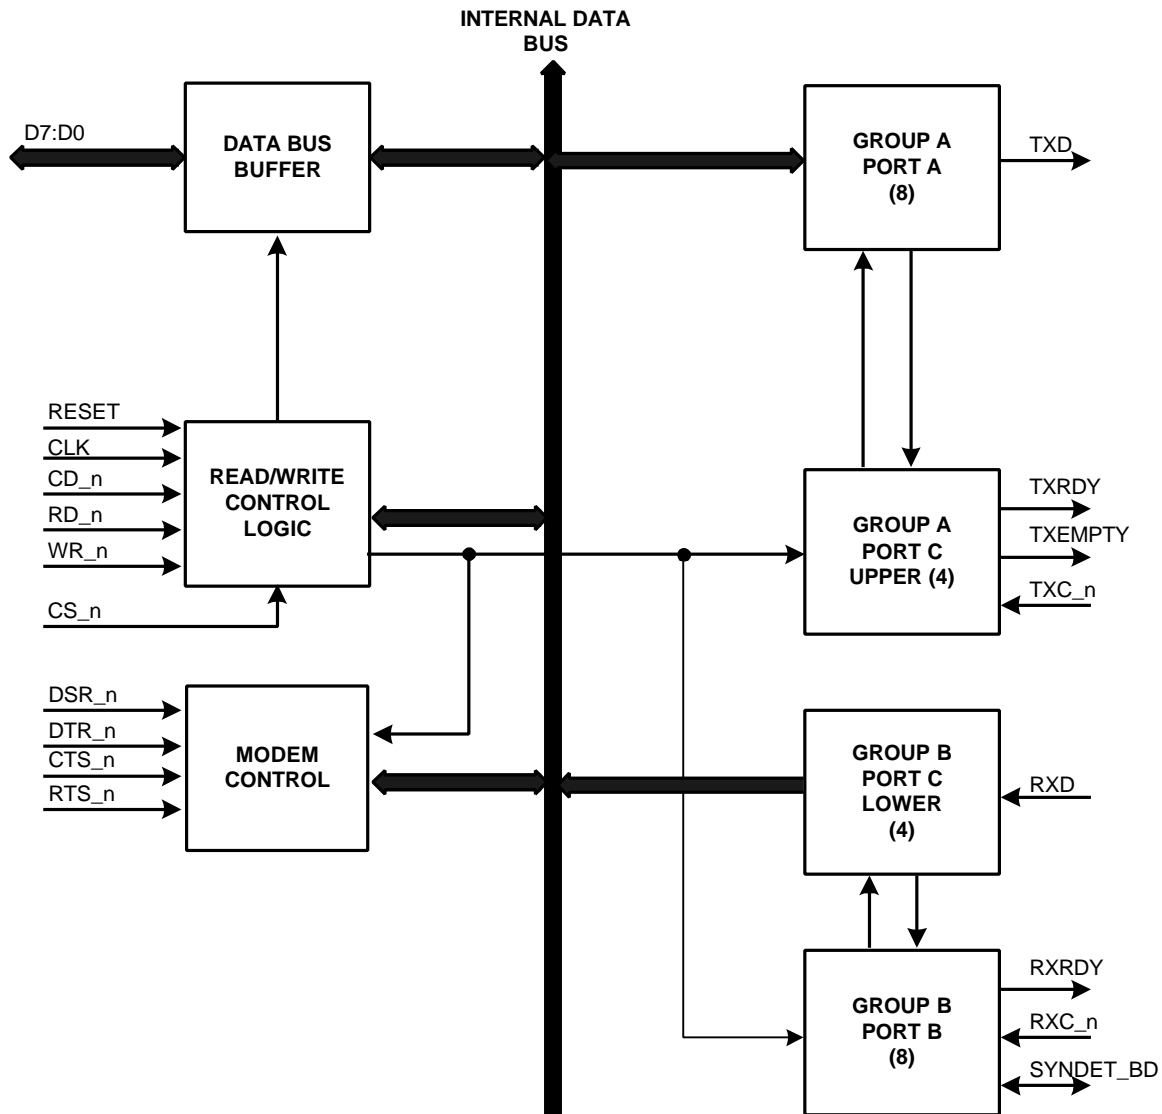 INTERNAL DATA
BUS
D7:D0
DATA BUS
BUFFER
GROUP A
PORT A
(8)
TXD
RESET
CLK
CD_n
RD_n
WR_n
CS_n
READ/WRITE
CONTROL
LOGIC
GROUP A
PORT C
UPPER (4)
TXRDY
TXEMPTY
TXC_n
DSR_n
DTR_n
CTS_n
RTS_n
MODEM
CONTROL
GROUP B
PORT C
LOWER
(4)
RXD
GROUP B
PORT B
(8)
RXRDY
RXC_n
SYNDET_BD